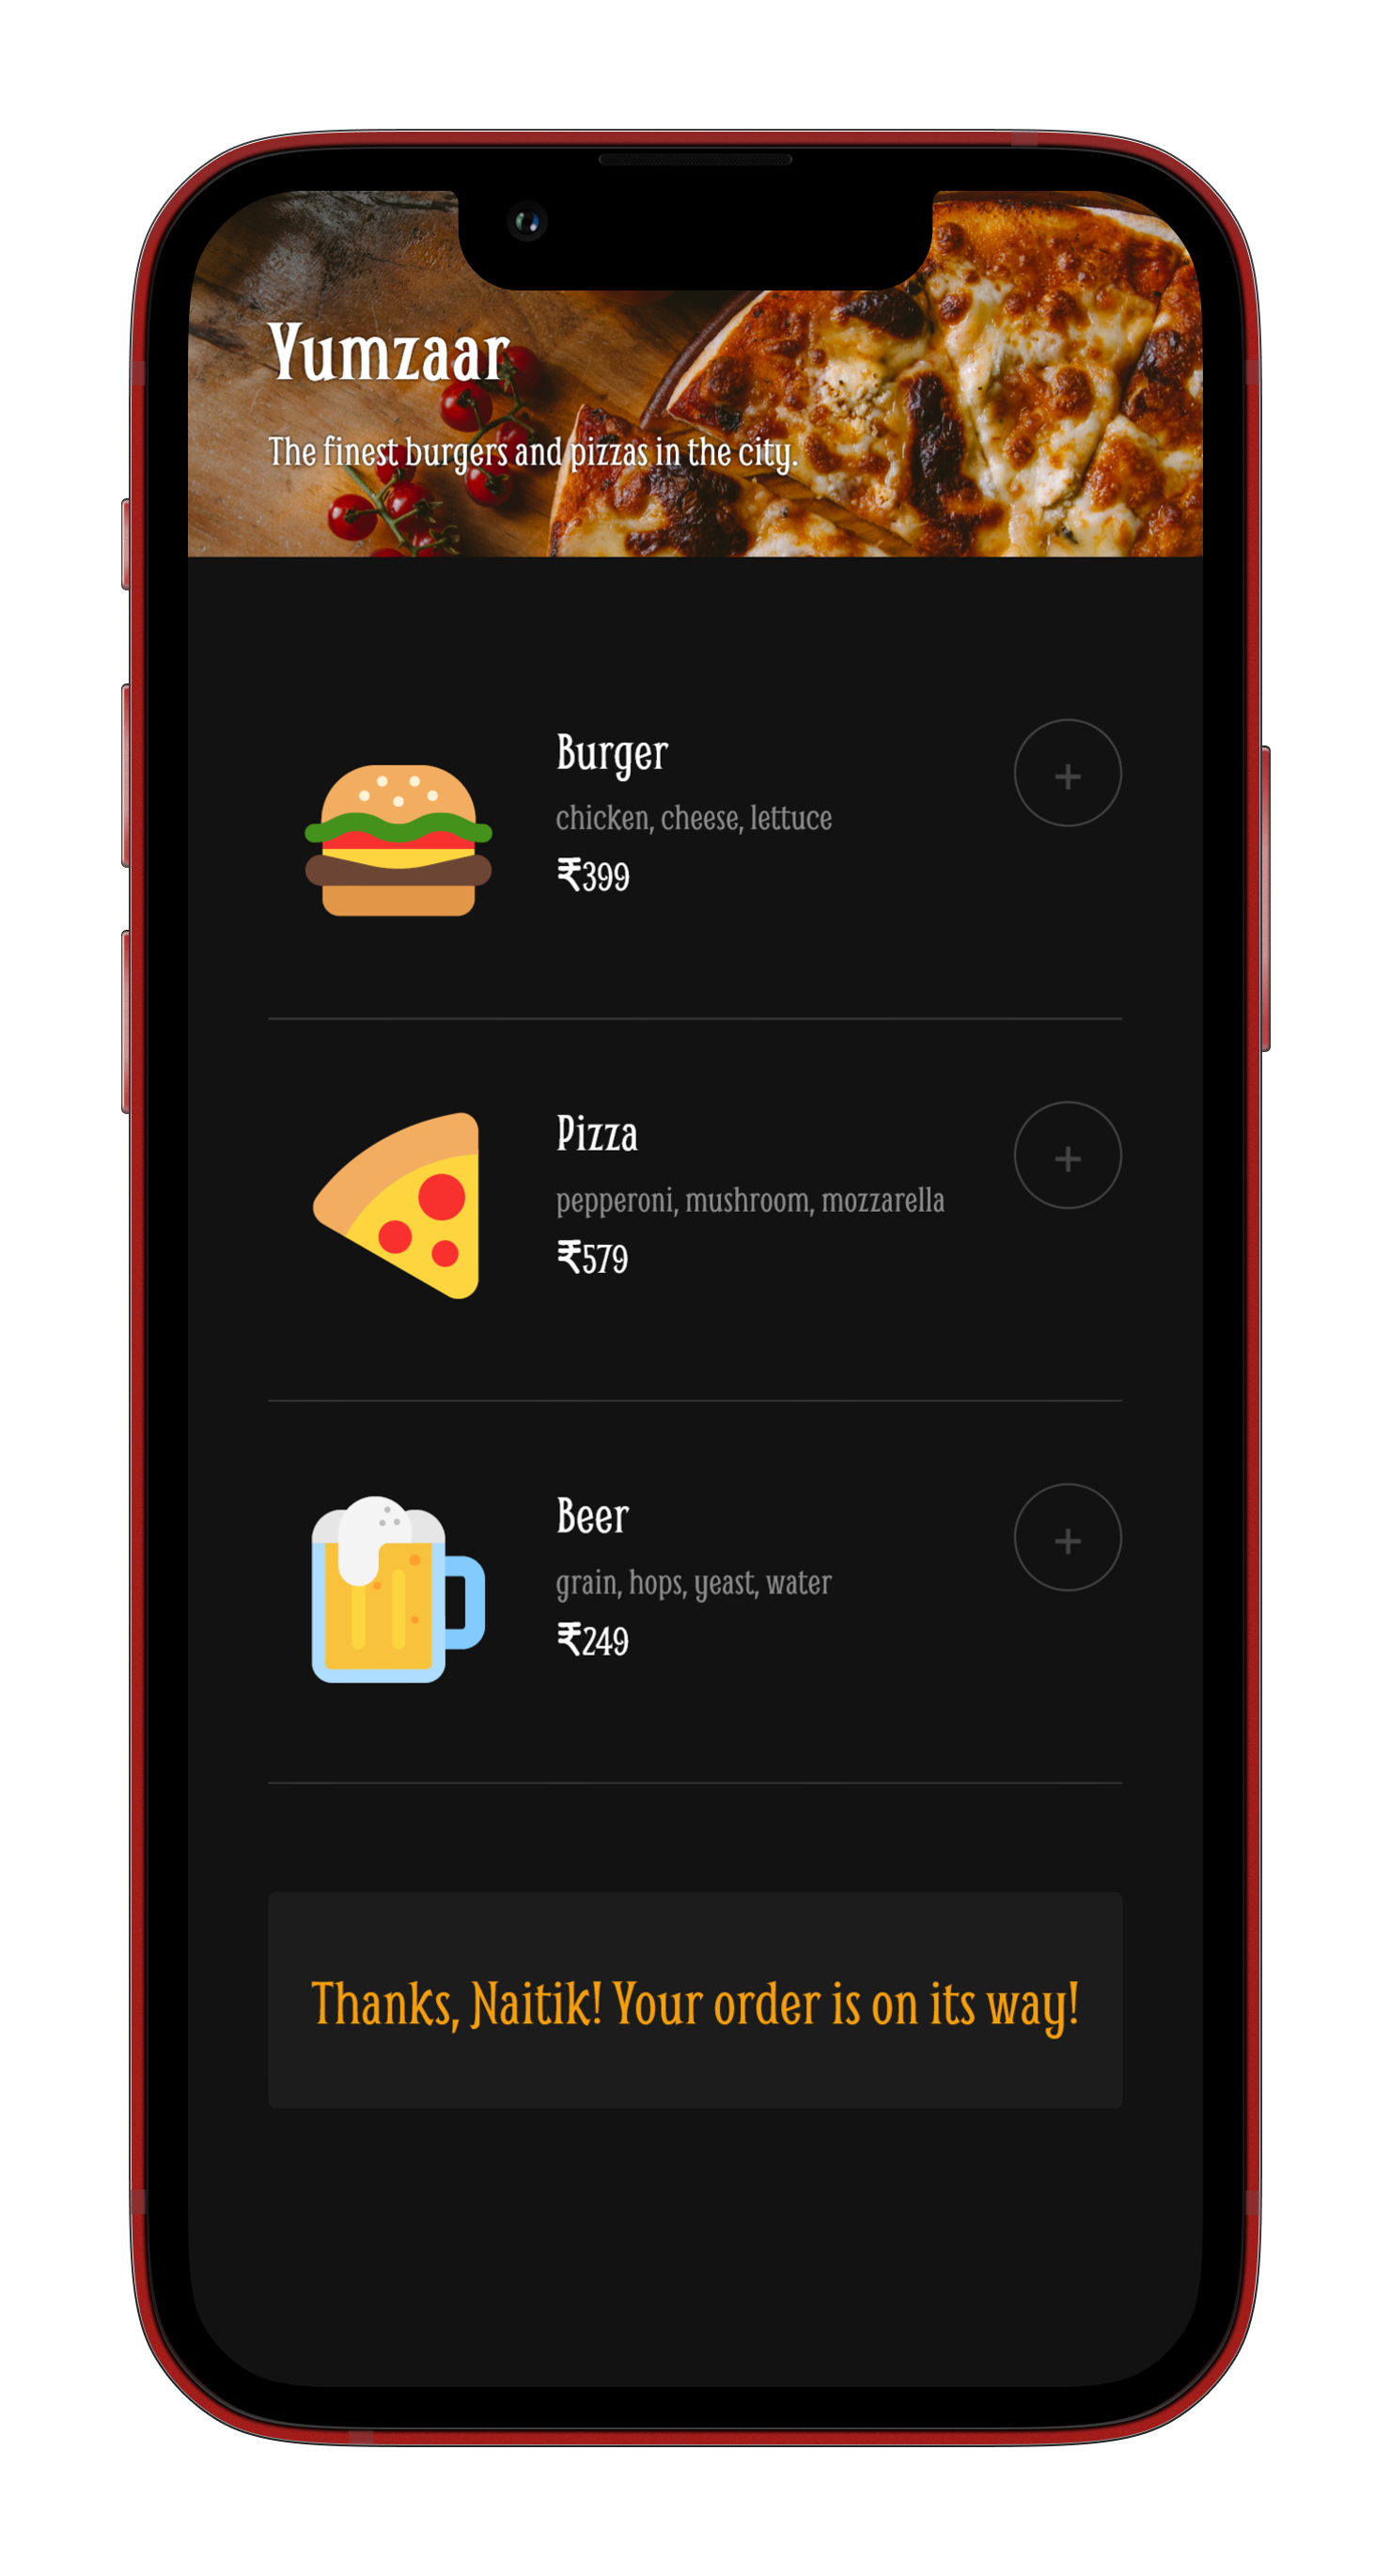 Yumzaar
The finest burgers and pizzas in the city.
Burger
+
chicken, cheese, lettuce
₹399
Pizza
+
pepperoni, mushroom, mozzarella
₹579
Beer
+
grain, hops, yeast, water
₹249
Thanks, Naitik! Your order is on its way!